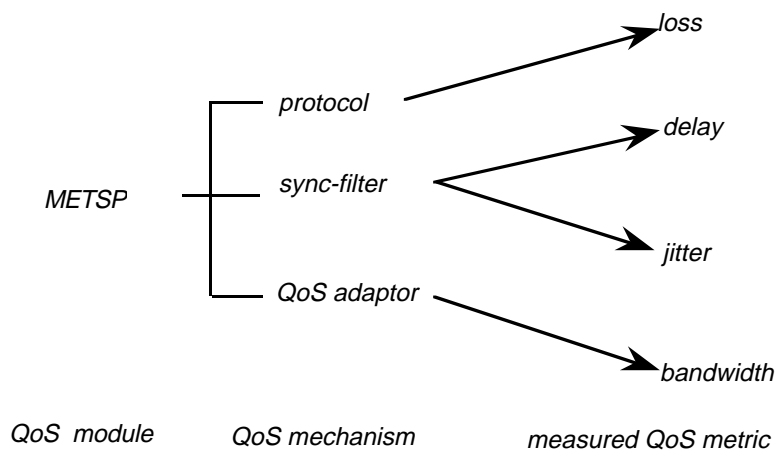 loss
protocol
delay
sync-filter
METSP
jitter
QoS adaptor
bandwidth
QoS module
QoS mechanism
measured QoS metric